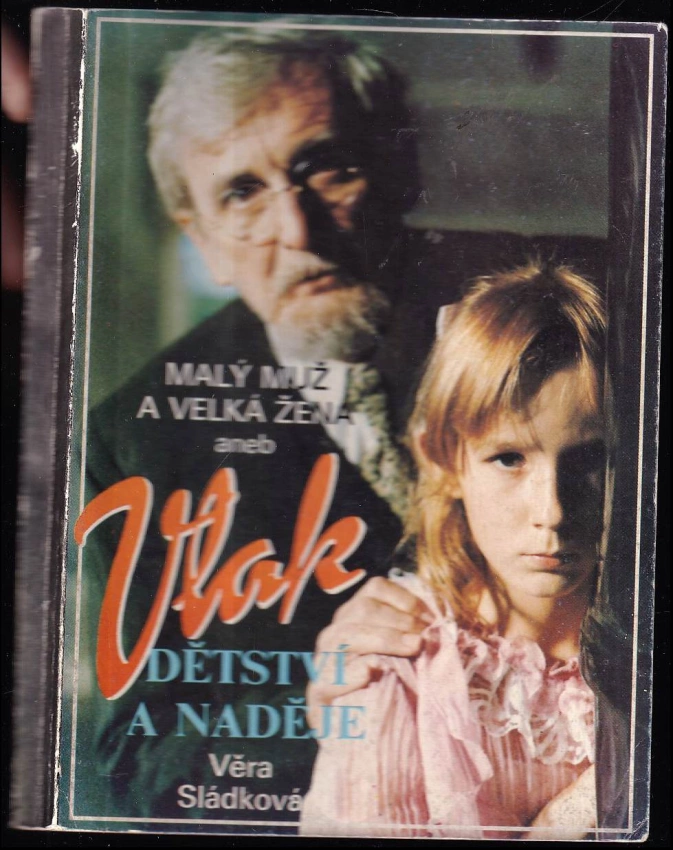 MALÝ MUŽ
A VELKÁ ŽENA
aneb
Vlak
DĚTSTVÍ
A NADĚJE
Věra
Sládková